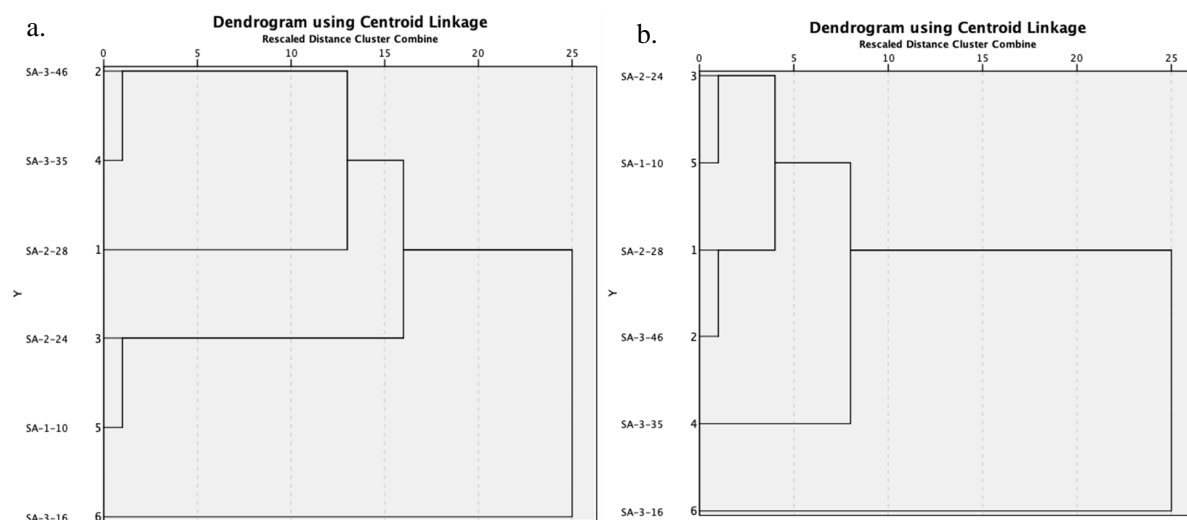 a.
Dendrogram using Centroid Linkage
Rescaled Distance Cluster Combine
0 5 10 15 20 25
SA-3-46 2
SA-3-35 4
SA-2-28 1
Y
SA-2-24 3
SA-1-10 5
SA-3-16 6
b.
Dendrogram using Centroid Linkage
Rescaled Distance Cluster Combine
0 5 10 15 20 25
SA-2-24 3
SA-1-10 5
SA-2-28 1
Y
SA-3-46 2
SA-3-35 4
SA-3-16 6